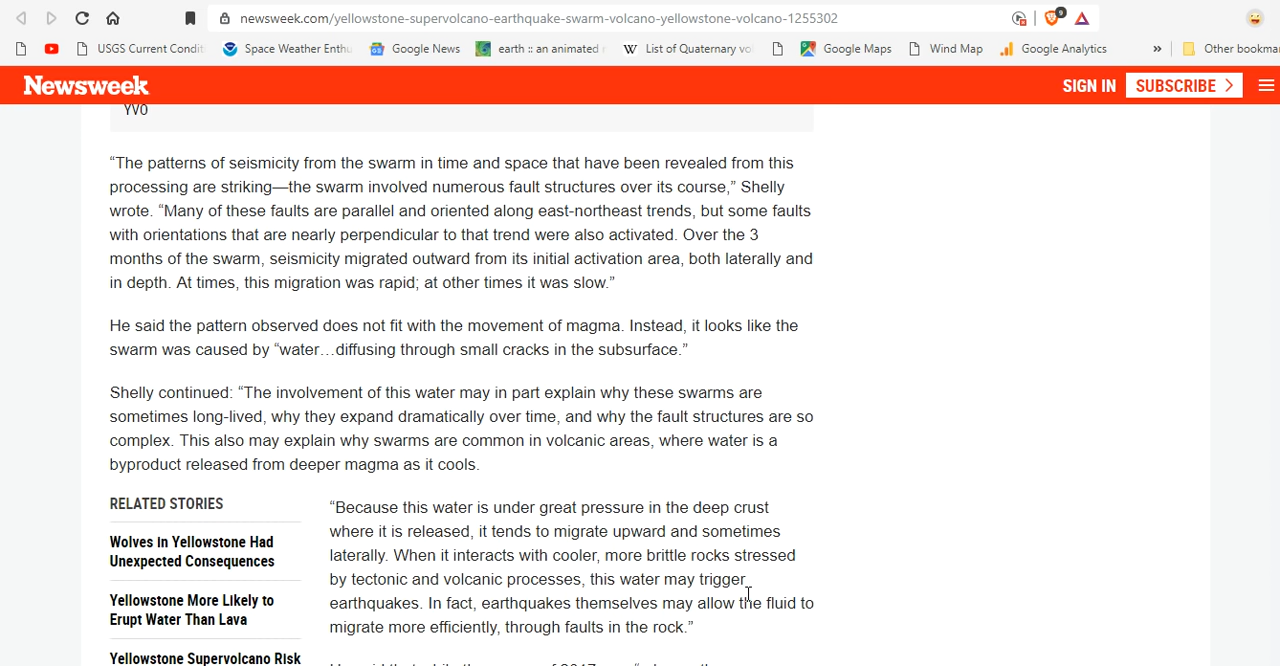 newsweek.com/yellowstone-supervolcano-earthquake-swarm-volcano-yellowstone-volcano-1255302
9
USGS Current Condit
Space Weather Enthu
Google News
earth :: an animated
W List of Quaternary vo
Google Maps
Wind Map
Google Analytics
»
Other bookmar
Newsweek
SIGN IN
SUBSCRIBE
YVO
“The patterns of seismicity from the swarm in time and space that have been revealed from this
processing are striking—the swarm involved numerous fault structures over its course,” Shelly
wrote. “Many of these faults are parallel and oriented along east-northeast trends, but some faults
with orientations that are nearly perpendicular to that trend were also activated. Over the 3
months of the swarm, seismicity migrated outward from its initial activation area, both laterally and
in depth. At times, this migration was rapid; at other times it was slow.”
He said the pattern observed does not fit with the movement of magma. Instead, it looks like the
swarm was caused by “water…diffusing through small cracks in the subsurface.”
Shelly continued: “The involvement of this water may in part explain why these swarms are
sometimes long-lived, why they expand dramatically over time, and why the fault structures are so
complex. This also may explain why swarms are common in volcanic areas, where water is a
byproduct released from deeper magma as it cools.
RELATED STORIES
Wolves in Yellowstone Had
Unexpected Consequences
Yellowstone More Likely to
Erupt Water Than Lava
Yellowstone Supervolcano Risk
“Because this water is under great pressure in the deep crust
where it is released, it tends to migrate upward and sometimes
laterally. When it interacts with cooler, more brittle rocks stressed
by tectonic and volcanic processes, this water may trigger
earthquakes. In fact, earthquakes themselves may allow the fluid to
migrate more efficiently, through faults in the rock.”